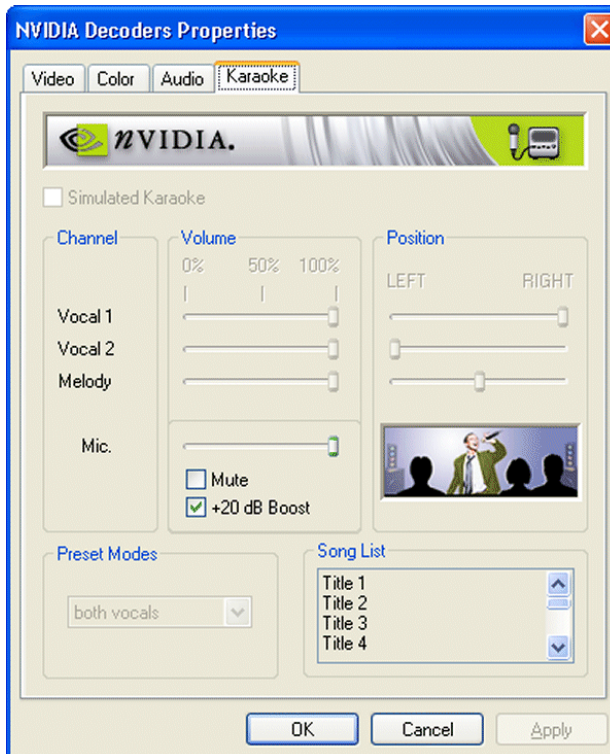 NVIDIA Decoders Properties
Video Color Audio Karaoke
nVIDIA.
Simulated Karaoke
Channel Volume Position
0% 50% 100%
LEFT RIGHT
Vocal 1
Vocal 2
Melody
Mic.
Mute
+20 dB Boost
Preset Modes
both vocals
Song List
Title 1
Title 2
Title 3
Title 4
OK Cancel Apply